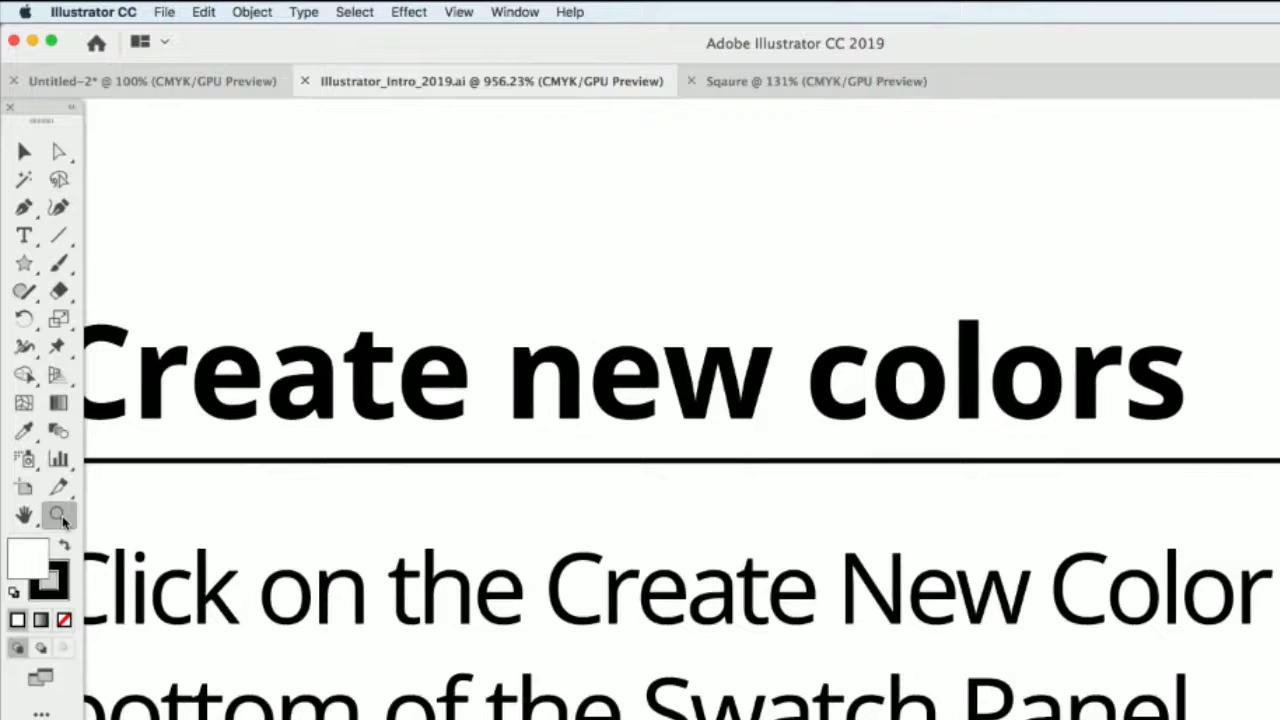 Illustrator CC File Edit Object Type Select Effect View Window Help
Adobe Illustrator CC 2019
Untitled-2* @ 100% (CMYK/GPU Preview) Illustrator_Intro_2019.ai @ 956.23% (CMYK/GPU Preview) Sqaure @ 131% (CMYK/GPU Preview)
Create new colors
Click on the Create New Color
bottom of the Swatch Panel